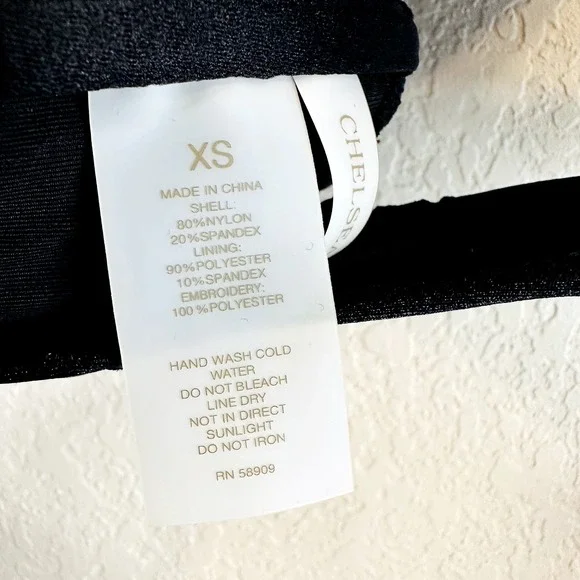 XS
MADE IN CHINA
SHELL:
80%NYLON
20%SPANDEX
LINING:
90%POLYESTER
10%SPANDEX
EMBROIDERY:
100%POLYESTER
HAND WASH COLD
WATER
DO NOT BLEACH
LINE DRY
NOT IN DIRECT
SUNLIGHT
DO NOT IRON
RN 58909
CHELSE